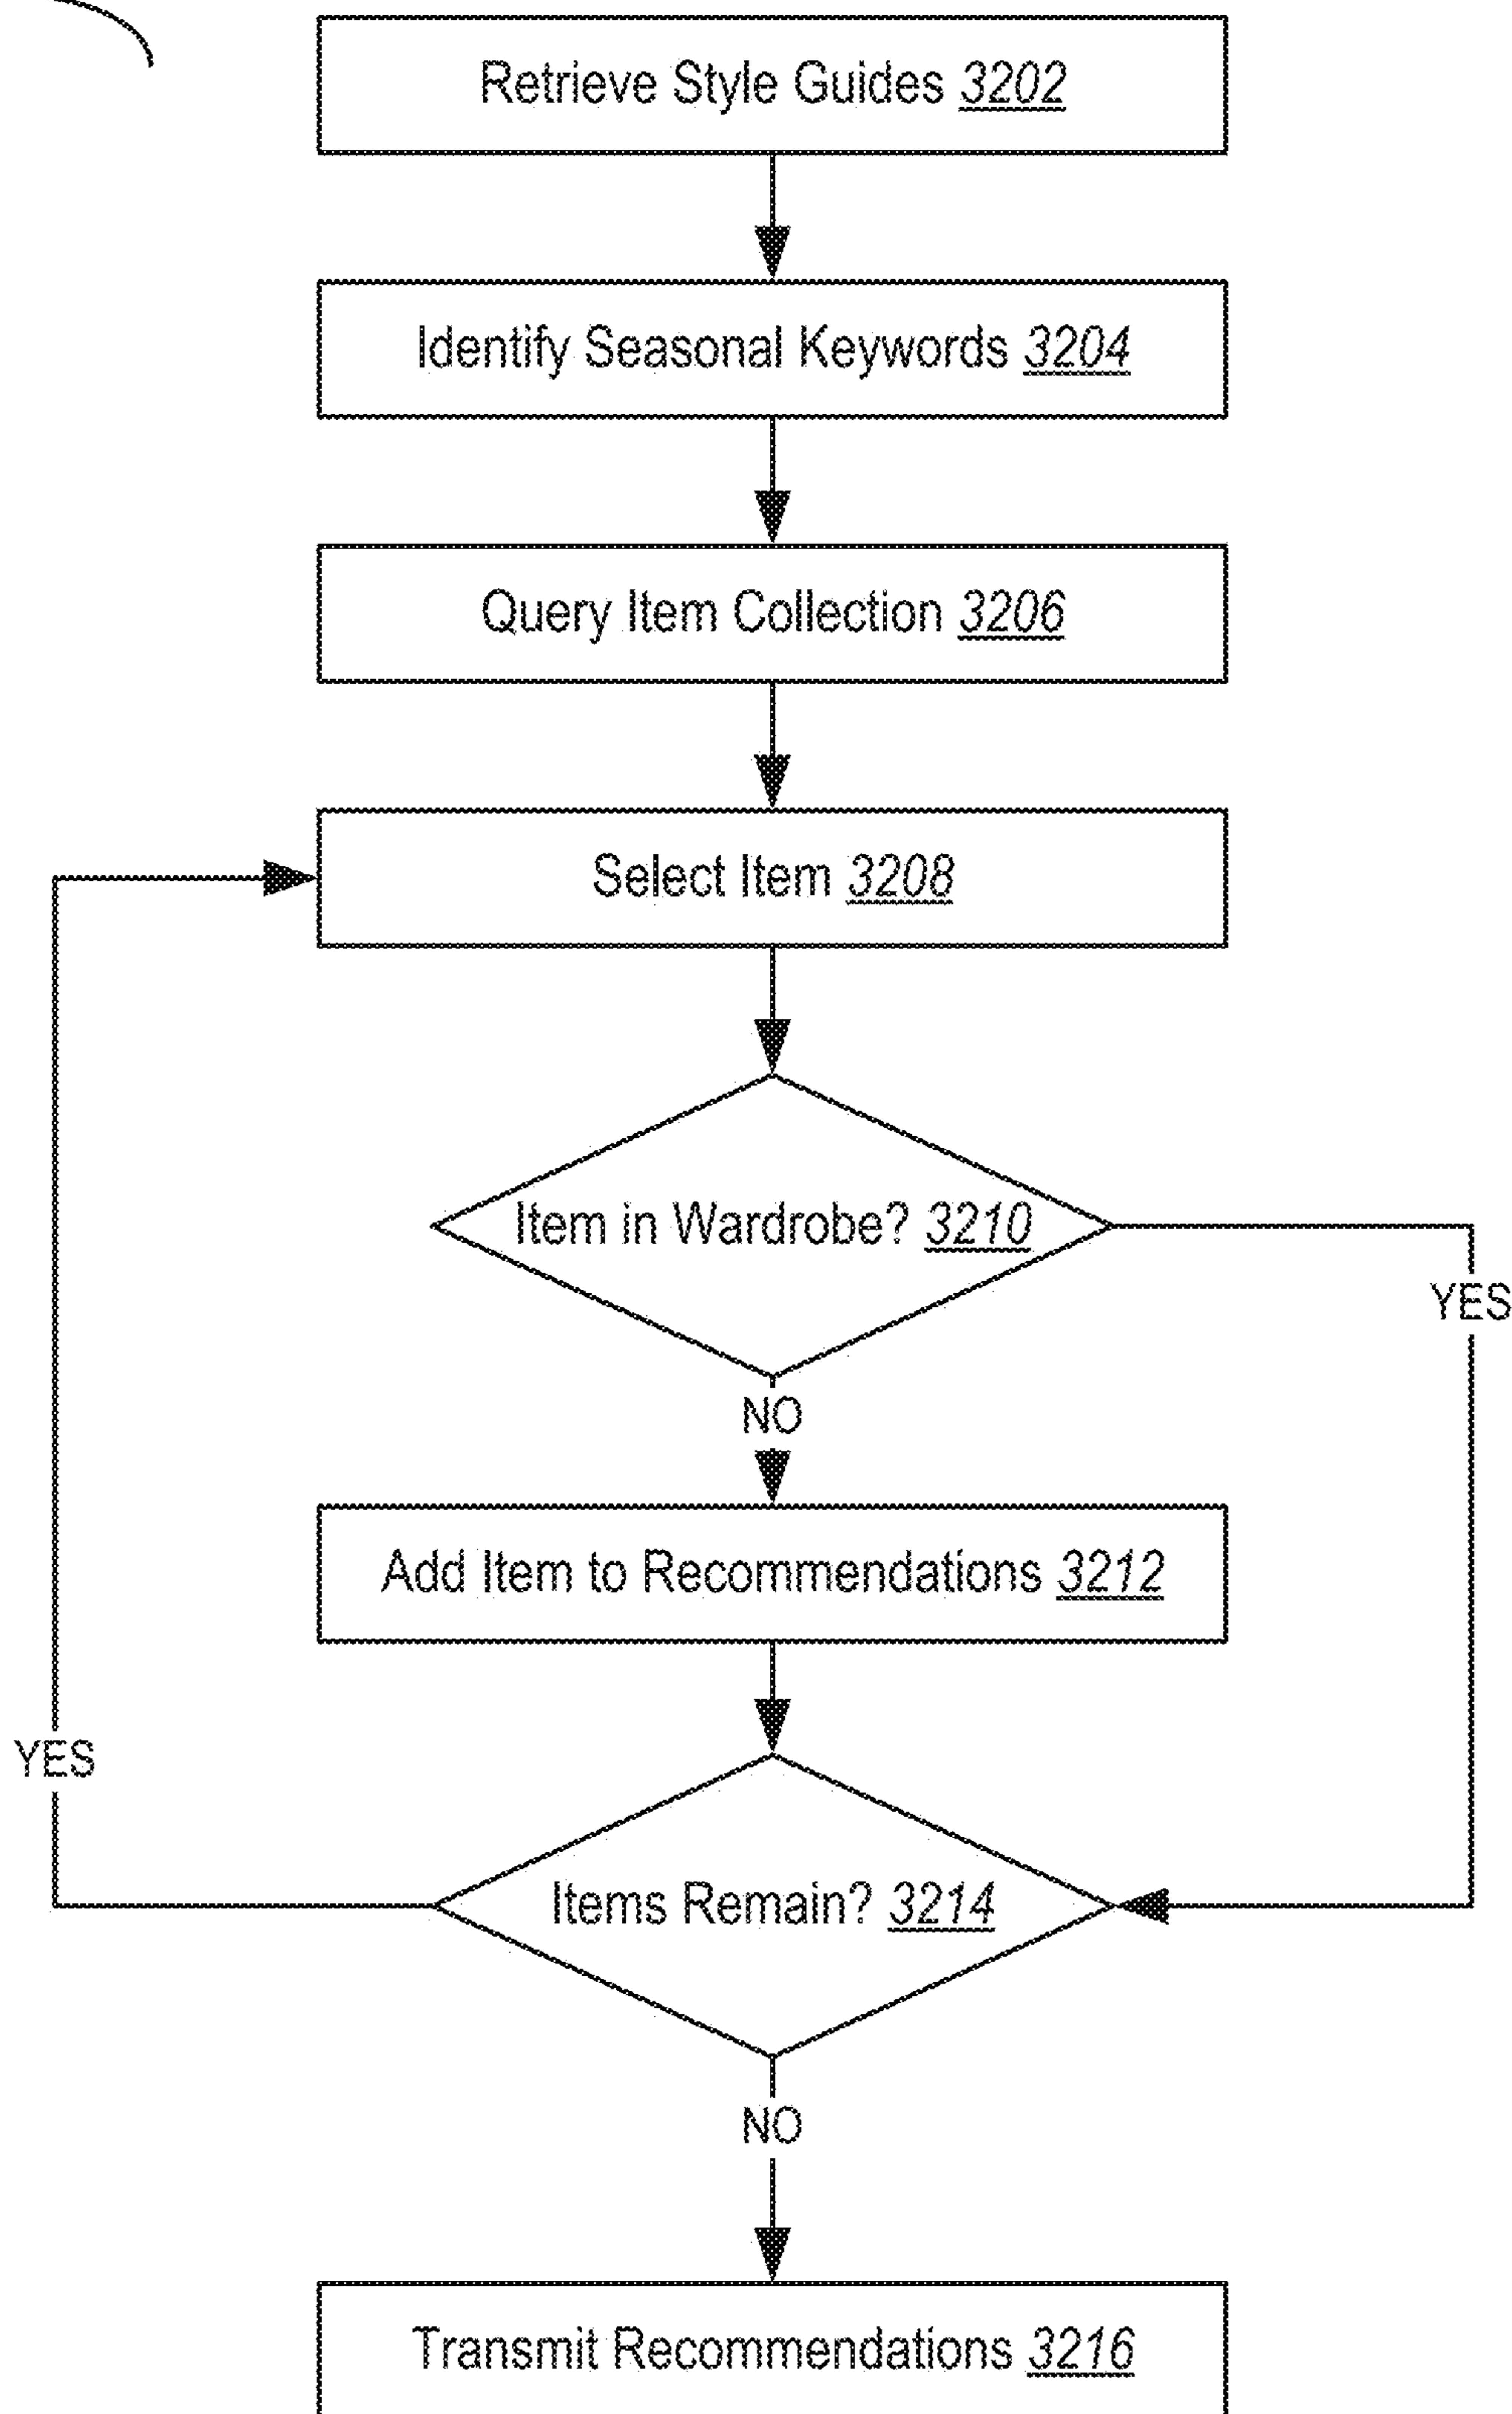 Retrieve Style Guides 3202
Identify Seasonal Keywords 3204
Query Item Collection 3206
Select Item 3208
Item in Wardrobe? 3210
YES
NO
Add Item to Recommendations 3212
YES
Items Remain? 3214
NO
Transmit Recommendations 3216